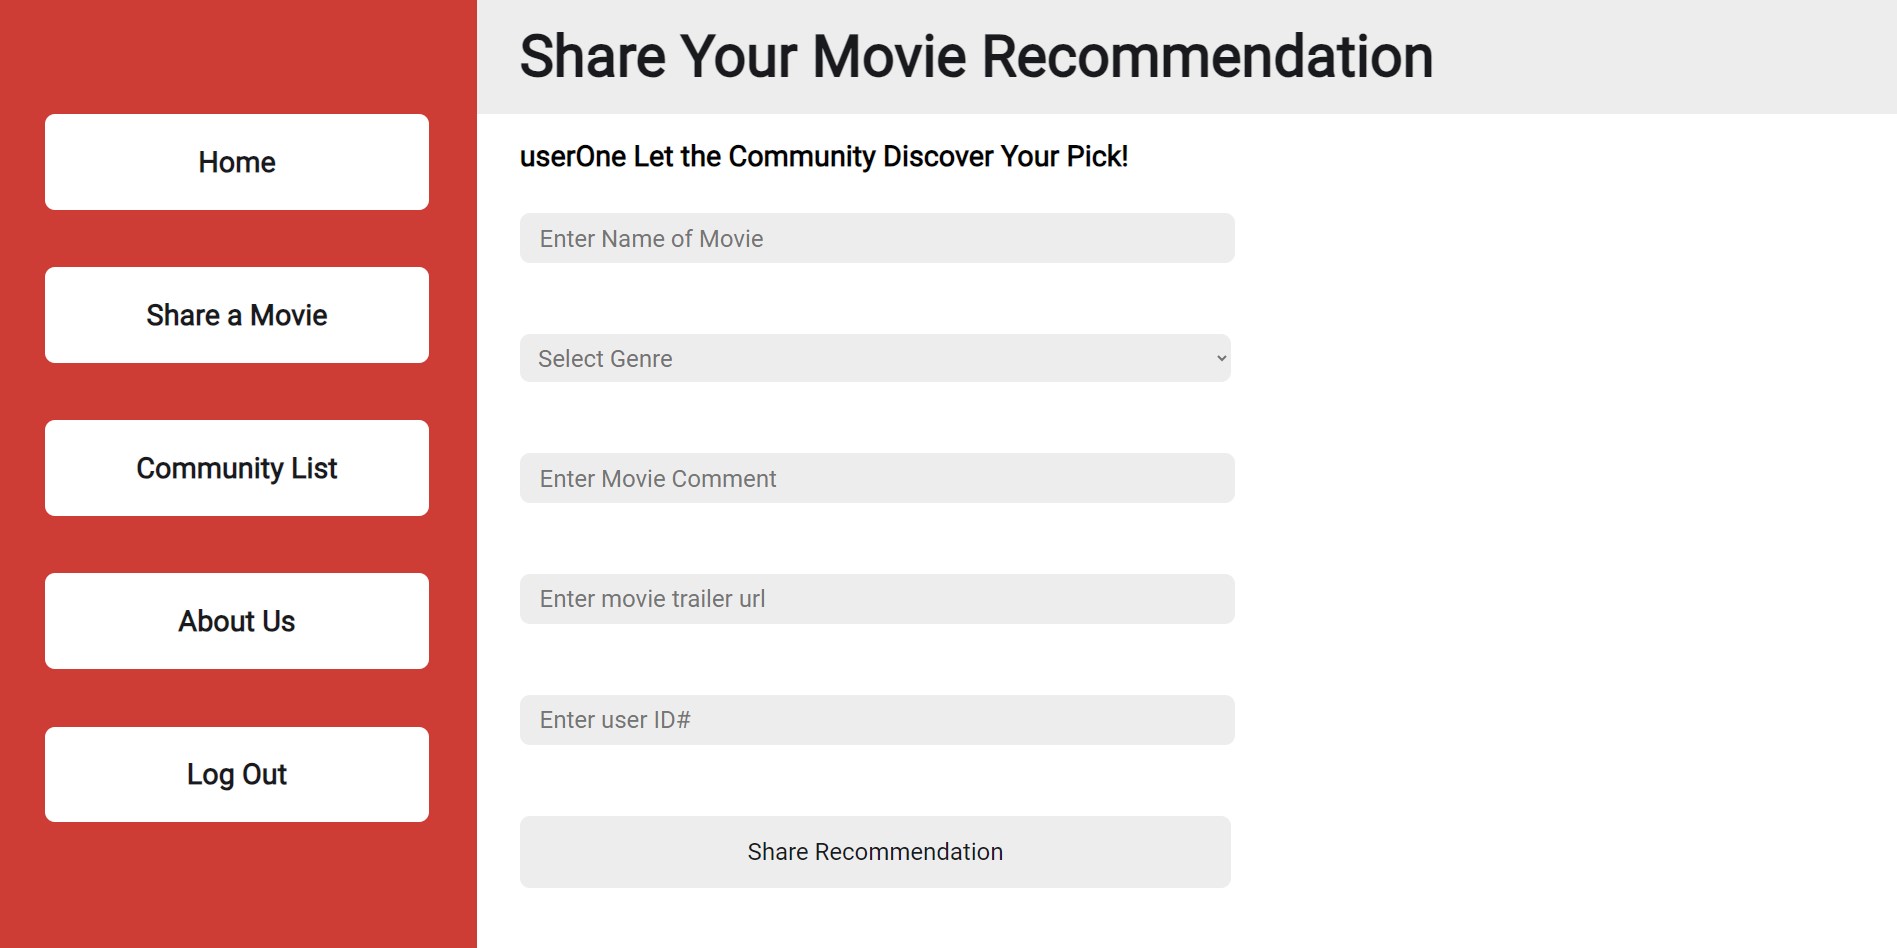 Home
Share a Movie
Community List
About Us
Log Out
Share Your Movie Recommendation
userOne Let the Community Discover Your Pick!
Enter Name of Movie
Select Genre
Enter Movie Comment
Enter movie trailer url
Enter user ID#
Share Recommendation